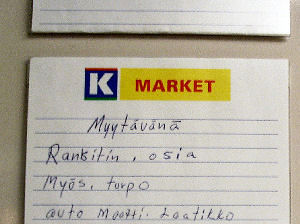 K MARKET
Myytävänä
Rankitin, osia
Myös, turpo
auto Mootti. Laatikko